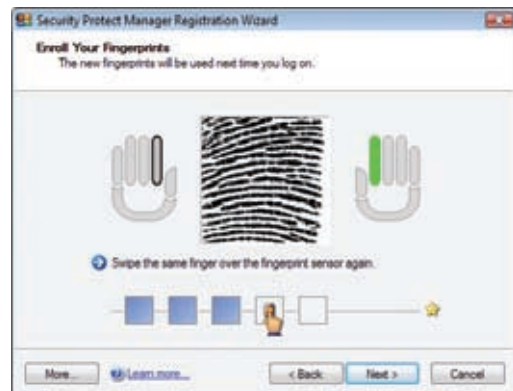 Security Protect Manager Registration Wizard
Enroll Your Fingerprints
The new fingerprints will be used next time you log on.
Swipe the same finger over the fingerprint sensor again.
More... Learn more... < Back Next > Cancel